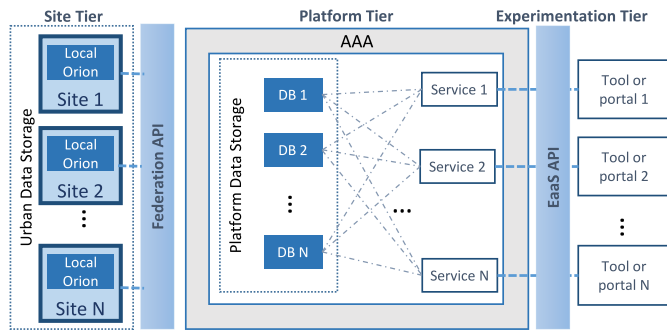 Site Tier
Platform Tier
Experimentation Tier
Urban Data Storage
Local
Orion
Site 1
Local
Orion
Site 2
...
Local
Orion
Site N
Federation API
AAA
Platform Data Storage
DB 1
DB 2
...
DB N
...
Service 1
Service 2
Service N
EaaS API
Tool or
portal 1
Tool or
portal 2
...
Tool or
portal N